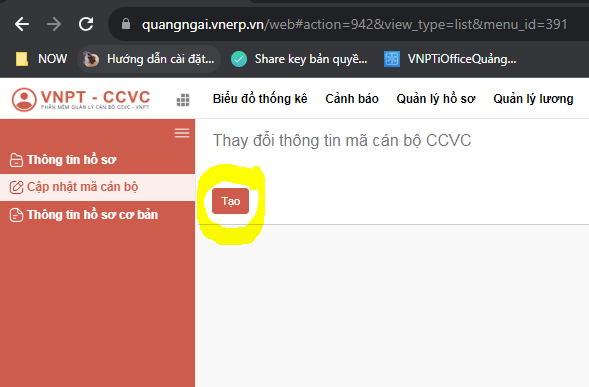 quangngai.vnerp.vn/web#action=942&view_type=list&menu_id=391
NOW Hướng dẫn cài đặt... Share key bản quyề... VNPTiOfficeQuảng...
VNPT - CCVC
PHẦN MỀM QUẢN LÝ CÁN BỘ CCVC - VNPT
Biểu đồ thống kê Cảnh báo Quản lý hồ sơ Quản lý lương
Thay đổi thông tin mã cán bộ CCVC
Thông tin hồ sơ
Cập nhật mã cán bộ
Tạo
Thông tin hồ sơ cơ bản